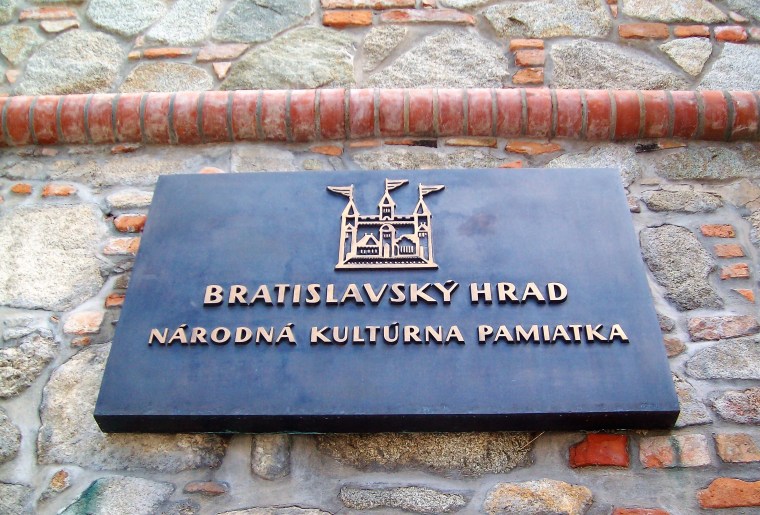 BRATISLAVSKÝ HRAD
NÁRODNÁ KULTÚRNA PAMIATKA